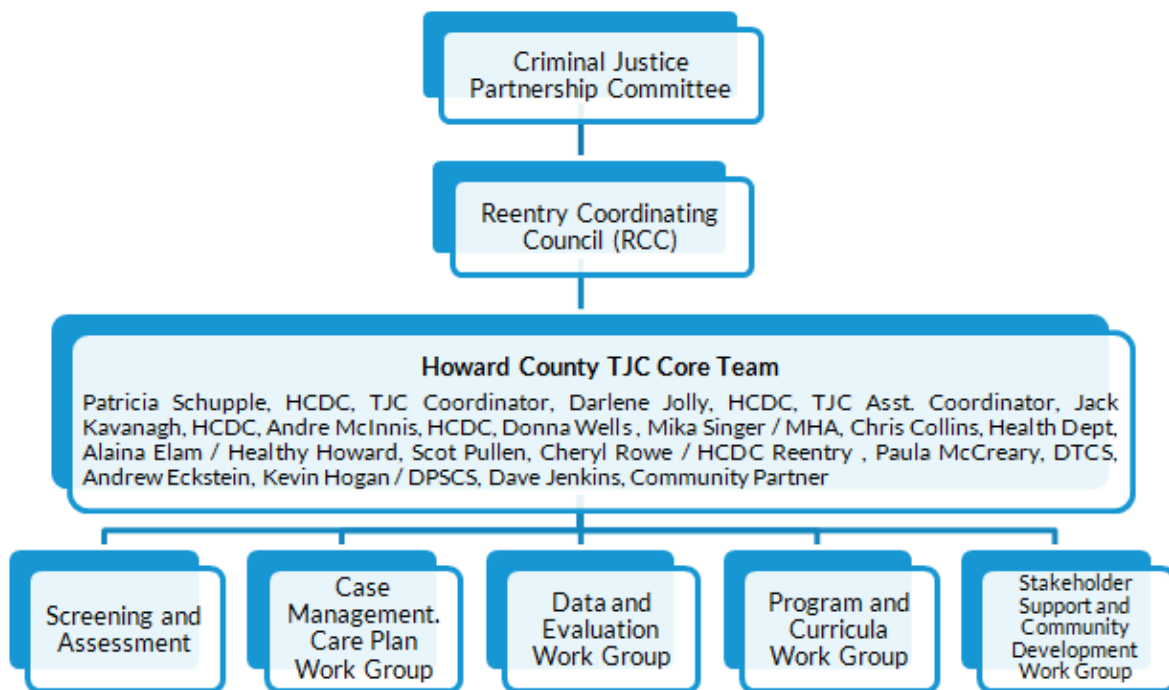 Criminal Justice
Partnership Committee
Reentry Coordinating
Council (RCC)
Howard County TJC Core Team
Patricia Schupple, HCDC, TJC Coordinator, Darlene Jolly, HCDC, TJC Asst. Coordinator, Jack
Kavanagh, HCDC, Andre McInnis, HCDC, Donna Wells , Mika Singer / MHA, Chris Collins, Health Dept,
Alaina Elam / Healthy Howard, Scot Pullen, Cheryl Rowe / HCDC Reentry , Paula McCreary, DTCS,
Andrew Eckstein, Kevin Hogan / DPSCS, Dave Jenkins, Community Partner
Screening and
Assessment
Case
Management.
Care Plan
Work Group
Data and
Evaluation
Work Group
Program and
Curricula
Work Group
Stakeholder
Support and
Community
Development
Work Group